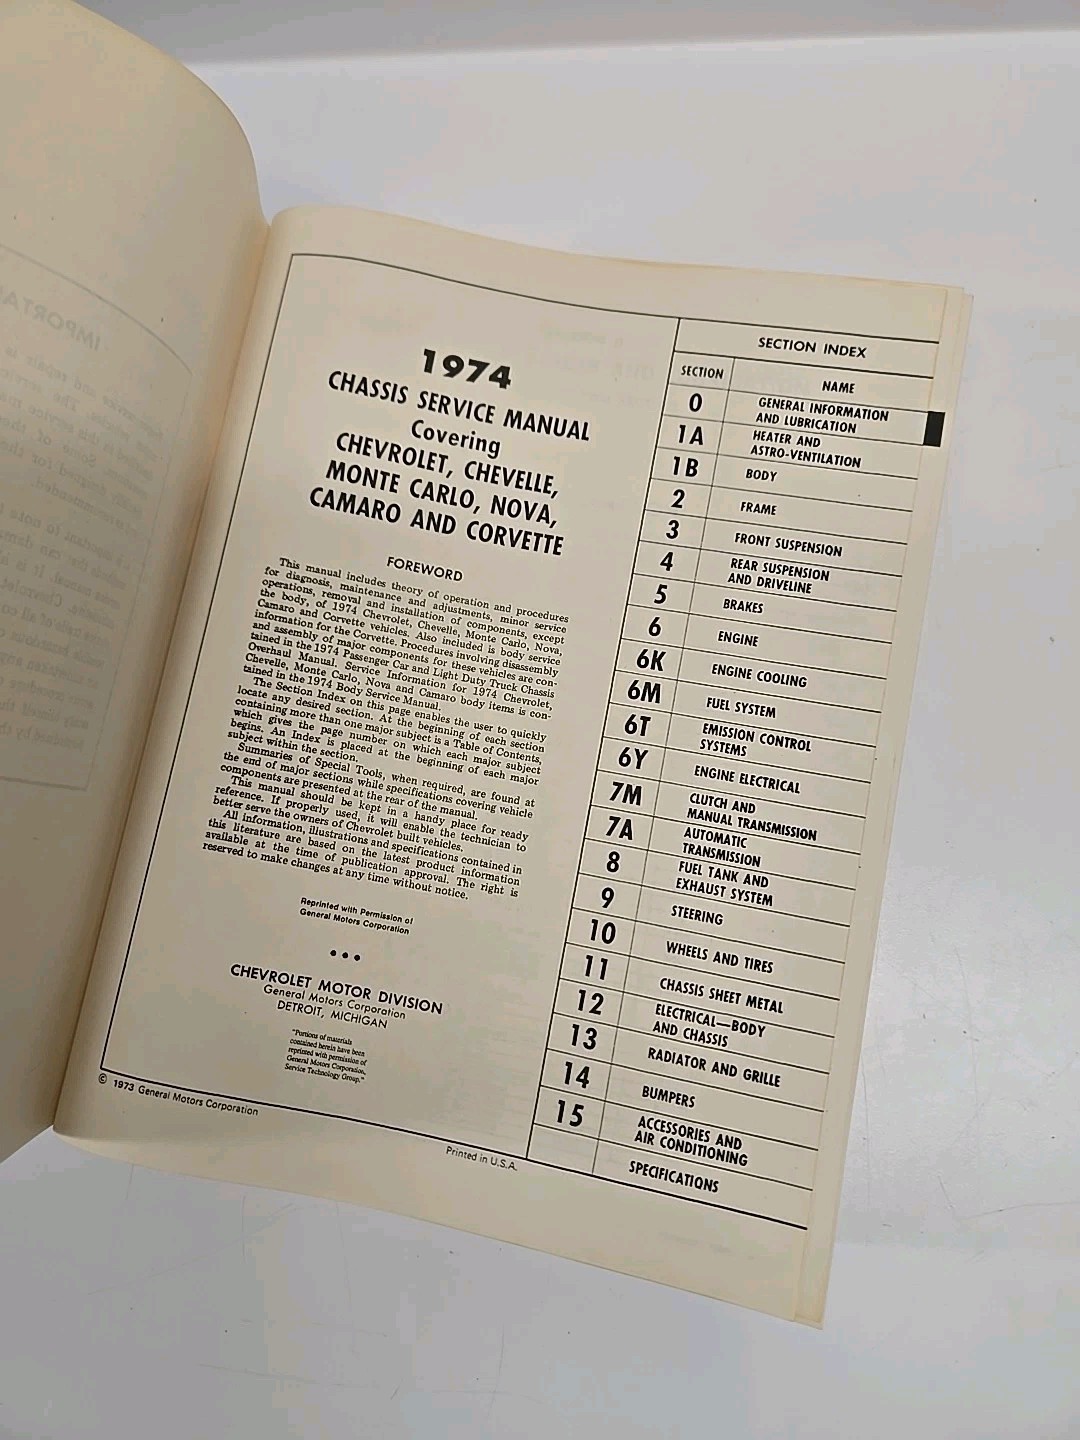 1974
CHASSIS SERVICE MANUAL
Covering
CHEVROLET, CHEVELLE,
MONTE CARLO, NOVA,
CAMARO AND CORVETTE
FOREWORD
This manual includes theory of operation and procedures
for diagnosis, maintenance and adjustments, minor service
operations, removal and installation of components, except
the body, of 1974 Chevrolet, Chevelle, Monte Carlo, Nova,
Camaro and Corvette vehicles. Also included is body service
information for the Corvette. Procedures involving disassembly
and assembly of major components for these vehicles are con-
tained in the 1974 Passenger Car and Light Duty Truck Chassis
Overhaul Manual. Service Information for 1974 Chevrolet,
Chevelle, Monte Carlo, Nova and Camaro body items is con-
tained in the 1974 Body Service Manual.
The Section Index on this page enables the user to quickly
locate any desired section. At the beginning of each section
containing more than one major subject is a Table of Contents,
which gives the page number on which each major subject
begins. An Index is placed at the beginning of each major
subject within the section.
Summaries of Special Tools, when required, are found at
the end of major sections while specifications covering vehicle
components are presented at the rear of the manual.
This manual should be kept in a handy place for ready
reference. If properly used, it will enable the technician to
better serve the owners of Chevrolet built vehicles.
All information, illustrations and specifications contained in
this literature are based on the latest product information
available at the time of publication approval. The right is
reserved to make changes at any time without notice.
Reprinted with Permission of
General Motors Corporation
•••
CHEVROLET MOTOR DIVISION
General Motors Corporation
DETROIT, MICHIGAN
"Portions of materials
contained herein have been
reprinted with permission of
General Motors Corporation,
Service Technology Group."
© 1973 General Motors Corporation
Printed in U.S.A.
SECTION INDEX
SECTION NAME
0 GENERAL INFORMATION
AND LUBRICATION
1A HEATER AND
ASTRO-VENTILATION
1B BODY
2 FRAME
3 FRONT SUSPENSION
4 REAR SUSPENSION
AND DRIVELINE
5 BRAKES
6 ENGINE
6K ENGINE COOLING
6M FUEL SYSTEM
6T EMISSION CONTROL
SYSTEMS
6Y ENGINE ELECTRICAL
7M CLUTCH AND
MANUAL TRANSMISSION
7A AUTOMATIC
TRANSMISSION
8 FUEL TANK AND
EXHAUST SYSTEM
9 STEERING
10 WHEELS AND TIRES
11 CHASSIS SHEET METAL
12 ELECTRICAL—BODY
AND CHASSIS
13 RADIATOR AND GRILLE
14 BUMPERS
15 ACCESSORIES AND
AIR CONDITIONING
SPECIFICATIONS